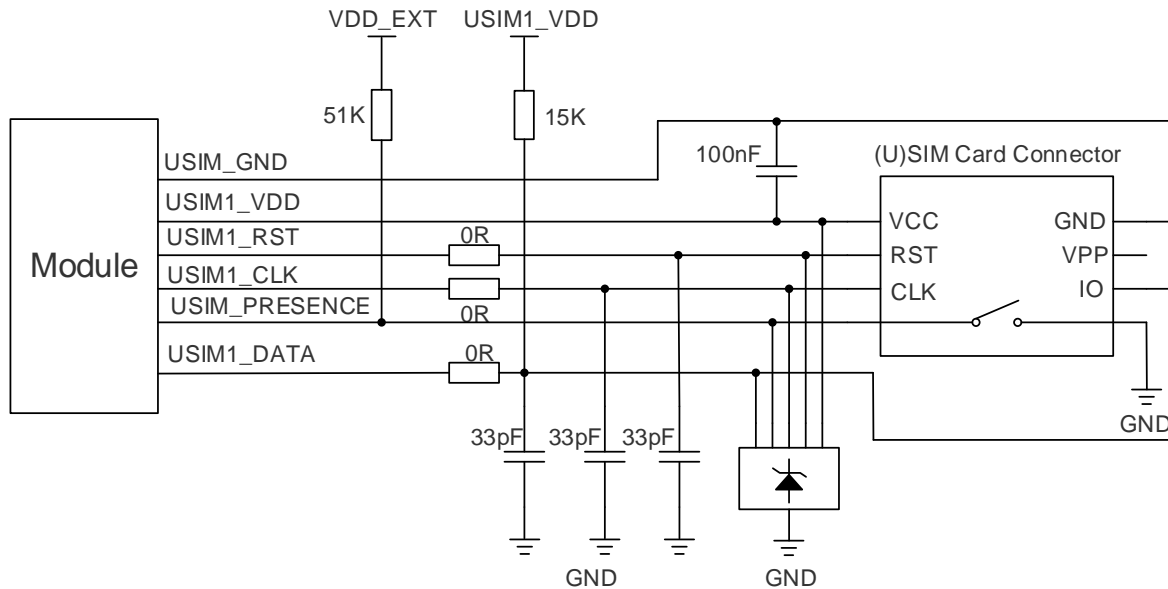 VDD_EXT USIM1_VDD
51K 15K
USIM_GND
100nF (U)SIM Card Connector
USIM1_VDD
VCC GND
USIM1_RST 0R
RST VPP
Module
USIM1_CLK
CLK IO
USIM_PRESENCE 0R
USIM1_DATA 0R
GND
33pF 33pF 33pF
GND GND